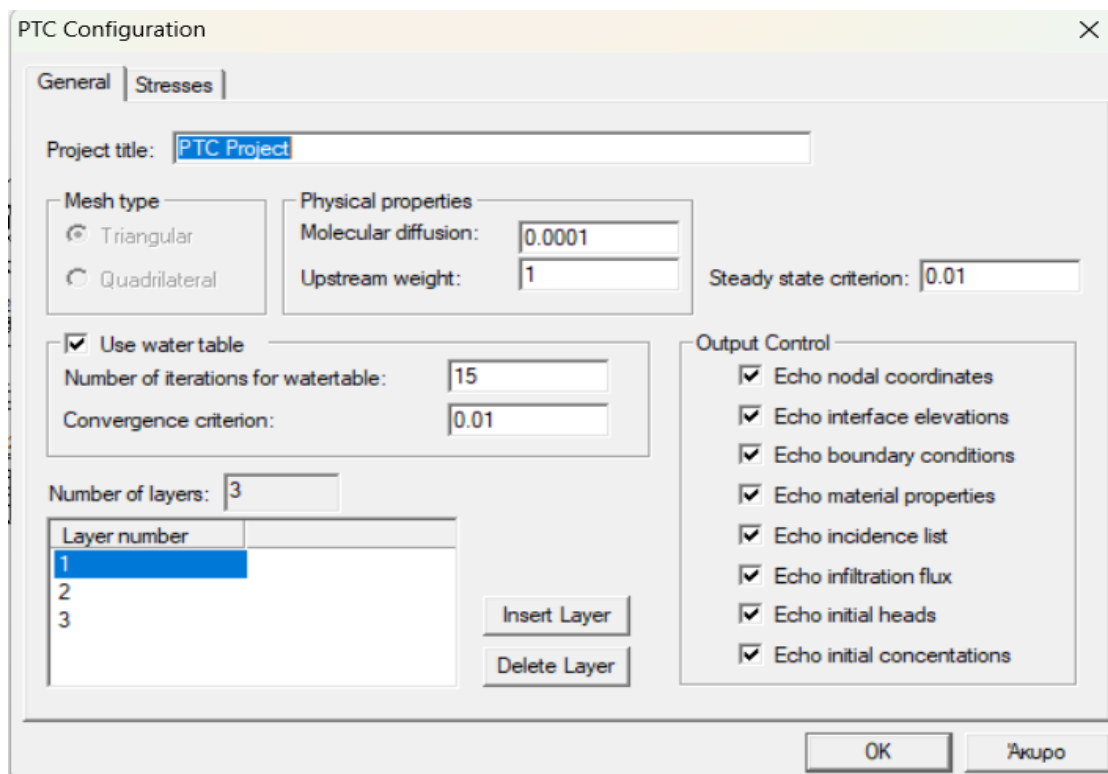 PTC Configuration
General Stresses
Project title: PTC Project
Mesh type
Triangular
Quadrilateral
Physical properties
Molecular diffusion: 0.0001
Upstream weight: 1
Steady state criterion: 0.01
Use water table
Number of iterations for watertable: 15
Convergence criterion: 0.01
Output Control
Echo nodal coordinates
Echo interface elevations
Echo boundary conditions
Echo material properties
Echo incidence list
Echo infiltration flux
Echo initial heads
Echo initial concentations
Number of layers: 3
Layer number
1
2
3
Insert Layer
Delete Layer
OK Άκυρο